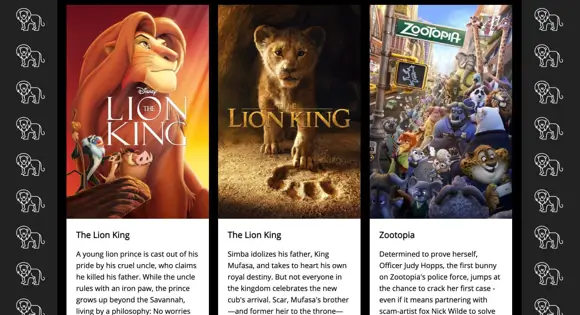 Disney
THE
LION
KING
THE
LION KING
ZOOTOPIA
The Lion King
A young lion prince is cast out of his
pride by his cruel uncle, who claims
he killed his father. While the uncle
rules with an iron paw, the prince
grows up beyond the Savannah,
living by a philosophy: No worries
The Lion King
Simba idolizes his father, King
Mufasa, and takes to heart his own
royal destiny. But not everyone in
the kingdom celebrates the
new cub's arrival. Scar, Mufasa's brother
—and former heir to the throne—
Zootopia
Determined to prove herself,
Officer Judy Hopps, the first bunny
on Zootopia's police force, jumps at
the chance to crack her first case -
even if it means partnering with
scam-artist fox Nick Wilde to solve